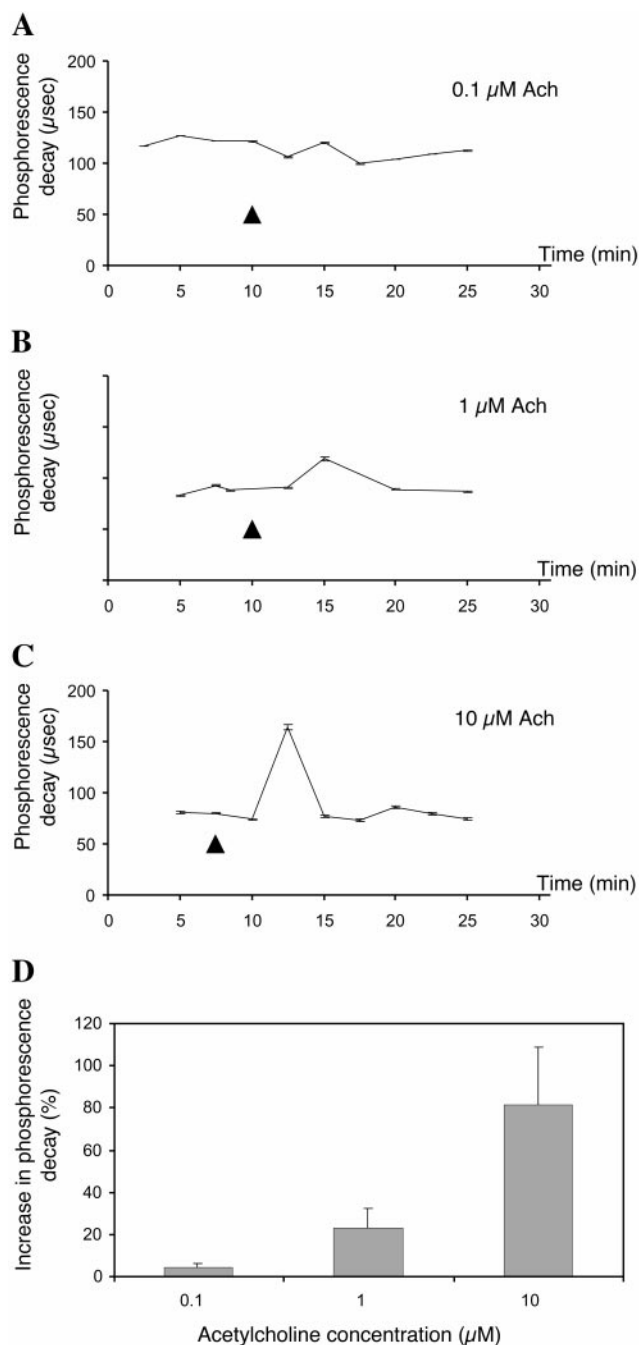 A
Phosphorescence
decay (µsec)
200
150
100
50
0
0.1 µM Ach
Time (min)
0 5 10 15 20 25 30
B
Phosphorescence
decay (µsec)
1 µM Ach
Time (min)
0 5 10 15 20 25 30
C
Phosphorescence
decay (µsec)
200
150
100
50
0
10 µM Ach
Time (min)
0 5 10 15 20 25 30
D
Increase in phosphorescence
decay (%)
120
100
80
60
40
20
0
0.1 1 10
Acetylcholine concentration (µM)